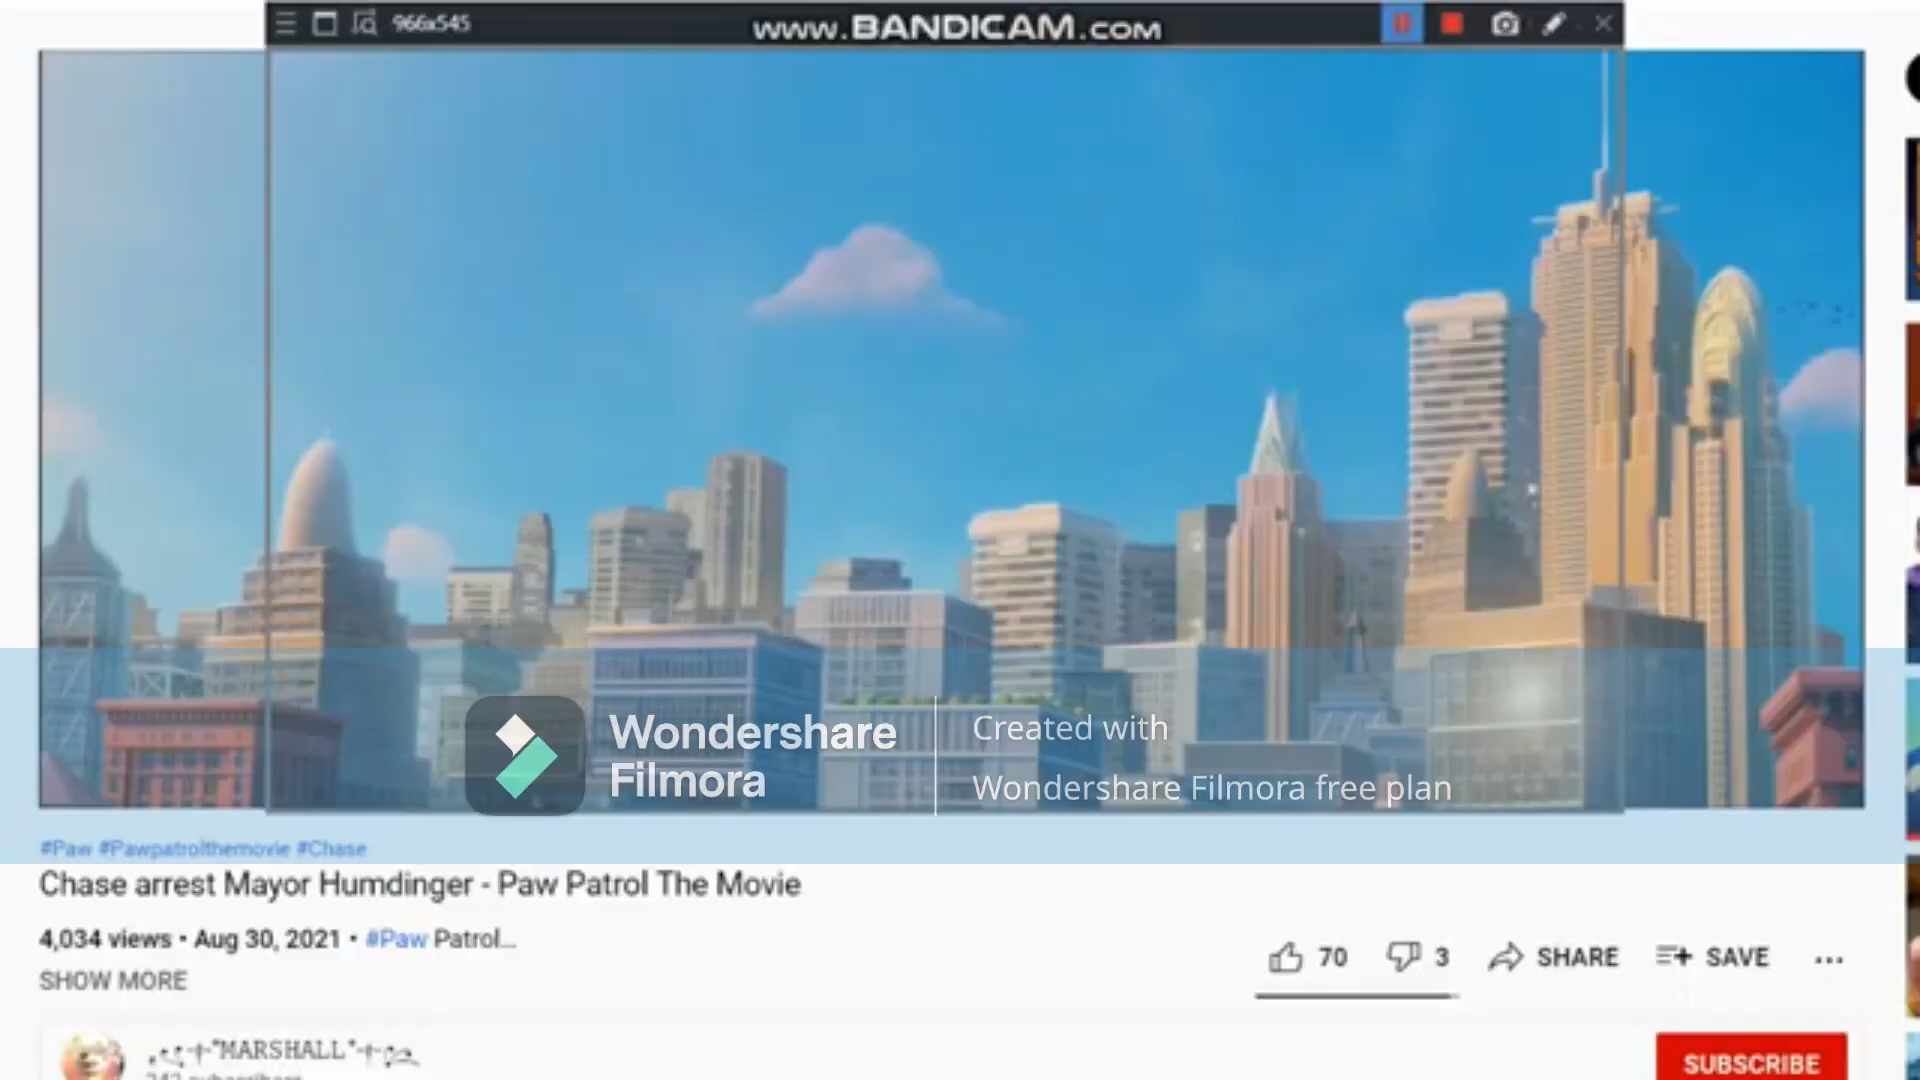 966x545
www.BANDICAM.com
Wondershare
Filmora
Created with
Wondershare Filmora free plan
#Paw #Pawpatrolthemovie #Chase
Chase arrest Mayor Humdinger - Paw Patrol The Movie
4,034 views • Aug 30, 2021 • #Paw Patrol...
SHOW MORE
70
3
SHARE
SAVE
"MARSHALL"
SUBSCRIBE